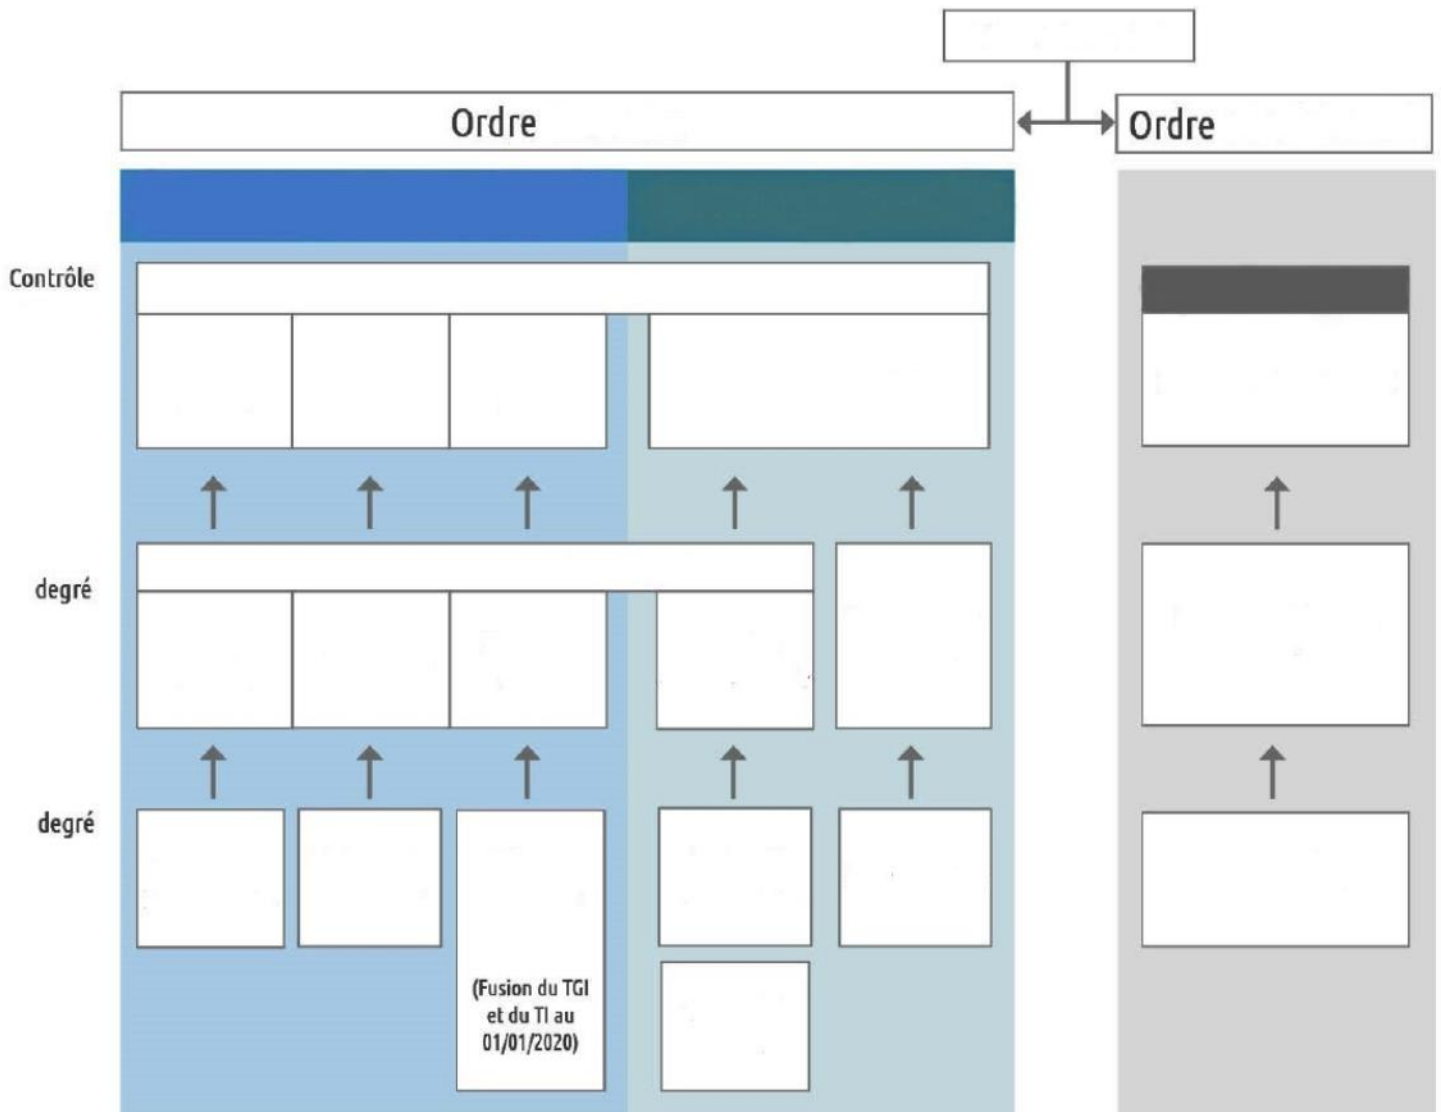 Ordre
Ordre
Contrôle
degré
degré
(Fusion du TGI
et du TI au
01/01/2020)